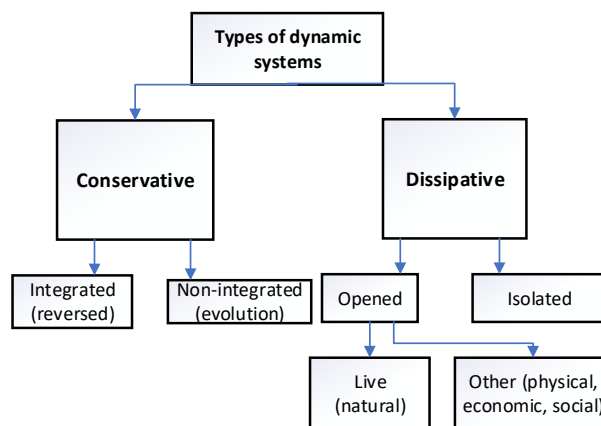 Types of dynamic
systems
Conservative
Dissipative
Integrated
(reversed)
Non-integrated
(evolution)
Opened
Isolated
Live
(natural)
Other (physical,
economic, social)